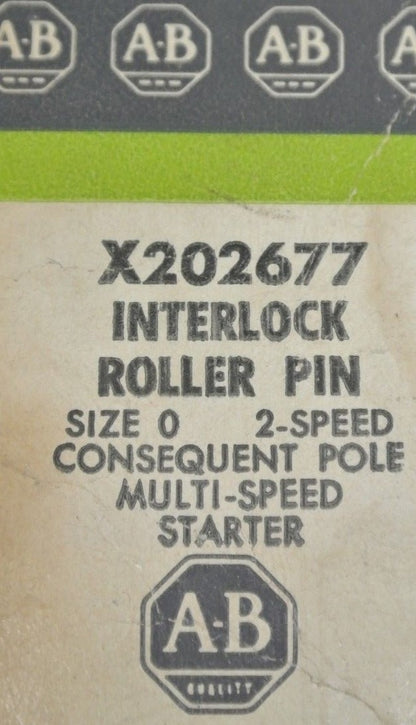 A-B A-B A-B
X202677
INTERLOCK
ROLLER PIN
SIZE 0 2-SPEED
CONSEQUENT POLE
MULTI-SPEED
STARTER
A-B
QUALITY